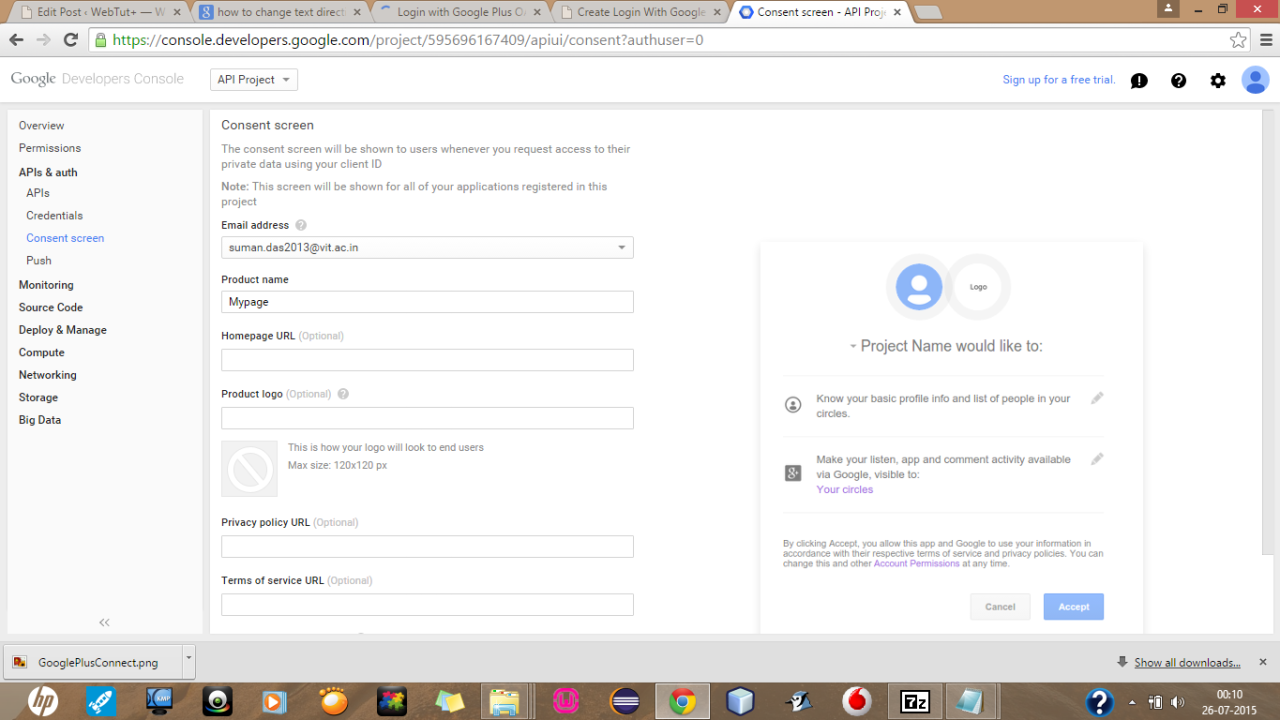 Edit Post ‹ WebTut+ — W
how to change text directi
Login with Google Plus OA
Create Login With Google
Consent screen - API Proj
https://console.developers.google.com/project/595696167409/apiui/consent?authuser=0
Google Developers Console
API Project
Sign up for a free trial.
Overview
Permissions
APIs & auth
APIs
Credentials
Consent screen
Push
Monitoring
Source Code
Deploy & Manage
Compute
Networking
Storage
Big Data
Consent screen
The consent screen will be shown to users whenever you request access to their
private data using your client ID
Note: This screen will be shown for all of your applications registered in this
project
Email address
suman.das2013@vit.ac.in
Product name
Mypage
Homepage URL (Optional)
Product logo (Optional)
This is how your logo will look to end users
Max size: 120x120 px
Privacy policy URL (Optional)
Terms of service URL (Optional)
Logo
Project Name would like to:
Know your basic profile info and list of people in your
circles.
Make your listen, app and comment activity available
via Google, visible to:
Your circles
By clicking Accept, you allow this app and Google to use your information in
accordance with their respective terms of service and privacy policies. You can
change this and other Account Permissions at any time.
Cancel
Accept
GooglePlusConnect.png
Show all downloads...
00:10
26-07-2015